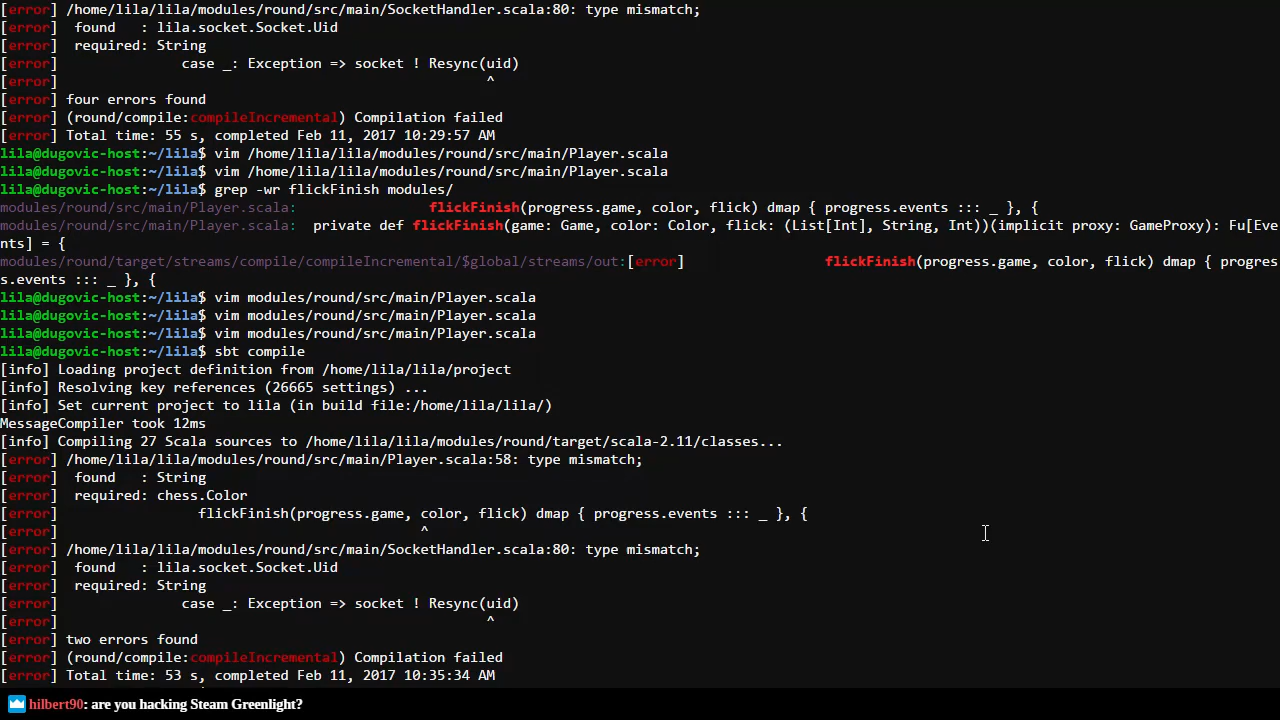 [error] /home/lila/lila/modules/round/src/main/SocketHandler.scala:80: type mismatch;
[error]  found   : lila.socket.Socket.Uid
[error]  required: String
[error]               case _: Exception => socket ! Resync(uid)
[error]                                                    ^
[error] four errors found
[error] (round/compile:compileIncremental) Compilation failed
[error] Total time: 55 s, completed Feb 11, 2017 10:29:57 AM
lila@dugovic-host:~/lila$ vim /home/lila/lila/modules/round/src/main/Player.scala
lila@dugovic-host:~/lila$ vim /home/lila/lila/modules/round/src/main/Player.scala
lila@dugovic-host:~/lila$ grep -wr flickFinish modules/
modules/round/src/main/Player.scala:                flickFinish(progress.game, color, flick) dmap { progress.events ::: _ }, {
modules/round/src/main/Player.scala:  private def flickFinish(game: Game, color: Color, flick: (List[Int], String, Int))(implicit proxy: GameProxy): Fu[Eve
nts] = {
modules/round/target/streams/compile/compileIncremental/$global/streams/out:[error]                 flickFinish(progress.game, color, flick) dmap { progres
s.events ::: _ }, {
lila@dugovic-host:~/lila$ vim modules/round/src/main/Player.scala
lila@dugovic-host:~/lila$ vim modules/round/src/main/Player.scala
lila@dugovic-host:~/lila$ vim modules/round/src/main/Player.scala
lila@dugovic-host:~/lila$ sbt compile
[info] Loading project definition from /home/lila/lila/project
[info] Resolving key references (26665 settings) ...
[info] Set current project to lila (in build file:/home/lila/lila/)
MessageCompiler took 12ms
[info] Compiling 27 Scala sources to /home/lila/lila/modules/round/target/scala-2.11/classes...
[error] /home/lila/lila/modules/round/src/main/Player.scala:58: type mismatch;
[error]  found   : String
[error]  required: chess.Color
[error]                 flickFinish(progress.game, color, flick) dmap { progress.events ::: _ }, {
[error]                                            ^
[error] /home/lila/lila/modules/round/src/main/SocketHandler.scala:80: type mismatch;
[error]  found   : lila.socket.Socket.Uid
[error]  required: String
[error]               case _: Exception => socket ! Resync(uid)
[error]                                                    ^
[error] two errors found
[error] (round/compile:compileIncremental) Compilation failed
[error] Total time: 53 s, completed Feb 11, 2017 10:35:34 AM
hilbert90: are you hacking Steam Greenlight?